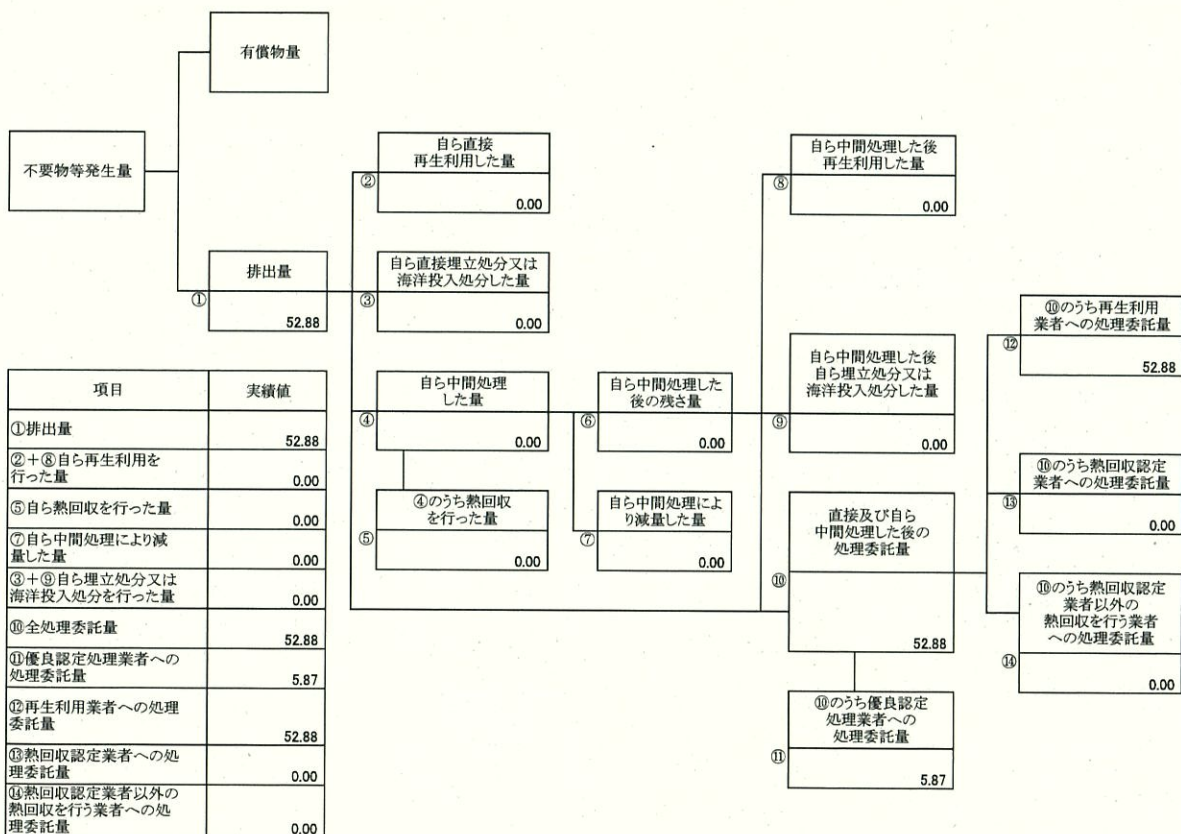 有償物量
不要物等発生量
排出量
①
52.88
自ら直接
再生利用した量
②
0.00
自ら直接埋立処分又は
海洋投入処分した量
③
0.00
自ら中間処理
した量
④
0.00
④のうち熱回収
を行った量
⑤
0.00
自ら中間処理した
後の残さ量
⑥
0.00
自ら中間処理によ
り減量した量
⑦
0.00
自ら中間処理した後
再生利用した量
⑧
0.00
自ら中間処理した後
自ら埋立処分又は
海洋投入処分した量
⑨
0.00
直接及び自ら
中間処理した後の
処理委託量
⑩
52.88
⑩のうち優良認定
処理業者への
処理委託量
⑪
5.87
⑩のうち再生利用
業者への処理委託量
⑫
52.88
⑩のうち熱回収認定
業者への処理委託量
⑬
0.00
⑩のうち熱回収認定
業者以外の
熱回収を行う業者
への処理委託量
⑭
0.00
項目 実績値
①排出量
52.88
②+⑧自ら再生利用を
行った量 0.00
⑤自ら熱回収を行った量
0.00
⑦自ら中間処理により減
量した量 0.00
③+⑨自ら埋立処分又は
海洋投入処分を行った量 0.00
⑩全処理委託量
52.88
⑪優良認定処理業者への
処理委託量 5.87
⑫再生利用業者への処理
委託量
52.88
⑬熱回収認定業者への処
理委託量 0.00
⑭熱回収認定業者以外の
熱回収を行う業者への処
理委託量 0.00